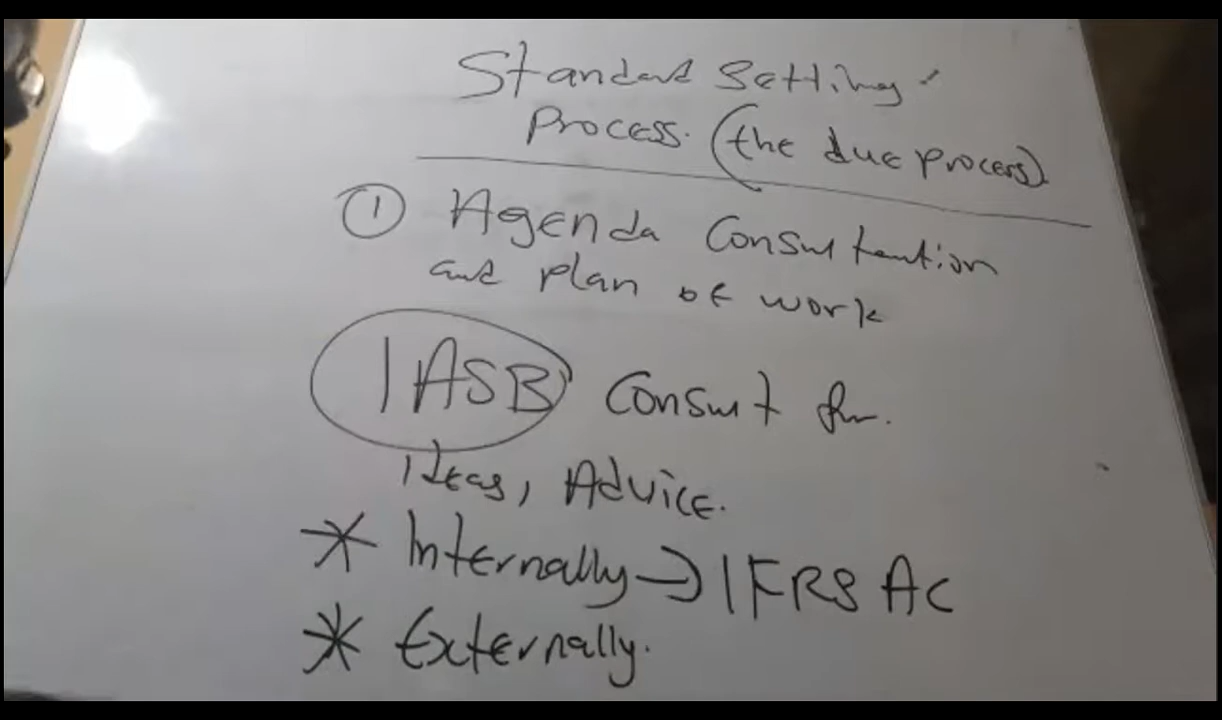 Standard Setting
Process. (the due process)
① Agenda Consultation
and plan of work
IASB Consult for.
Ideas, Advice.
* Internally → IFRS AC
* Externally.